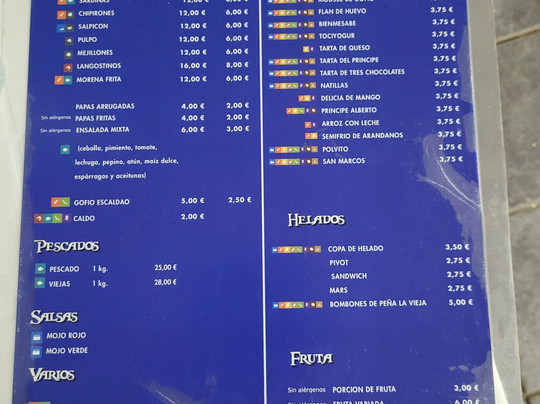 SARDINAS 12,00 € 6,00 €
CHIPIRONES 12,00 € 6,00 €
SALPICON 12,00 € 6,00 €
PULPO 12,00 € 6,00 €
MEJILLONES 12,00 € 6,00 €
LANGOSTINOS 16,00 € 8,00 €
MORENA FRITA 12,00 € 6,00 €
PAPAS ARRUGADAS 4,00 € 2,00 €
Sin alérgenos PAPAS FRITAS 4,00 € 2,00 €
Sin alérgenos ENSALADA MIXTA 6,00 € 3,00 €
(cebolla, pimiento, tomate,
lechuga, pepino, atún, maíz dulce,
espárragos y aceitunas)
GOFIO ESCALDAO 5,00 € 2,50 €
CALDO 2,00 €
PESCADOS
PESCADO 1 kg. 25,00 €
VIEJAS 1 kg. 28,00 €
SALSAS
MOJO ROJO
MOJO VERDE
VARIOS
FLAN DE HUEVO 3,75 €
BIENMESABE 3,75 €
TOCIYOGUR 3,75 €
TARTA DE QUESO 3,75 €
TARTA DEL PRINCIPE 3,75 €
TARTA DE TRES CHOCOLATES 3,75 €
NATILLAS 3,75 €
DELICIA DE MANGO 3,75 €
PRINCIPE ALBERTO 3,75 €
ARROZ CON LECHE 3,75 €
SEMIFRIO DE ARANDANOS 3,75 €
POLVITO 3,75 €
SAN MARCOS 3,75 €
HELADOS
COPA DE HELADO 3,50 €
PIVOT 2,75 €
SANDWICH 2,75 €
MARS 2,75 €
BOMBONES DE PEÑA LA VIEJA 5,00 €
FRUTA
Sin alérgenos PORCION DE FRUTA 3,00 €
Sin alérgenos FRUTA VARIADA 6,00 €